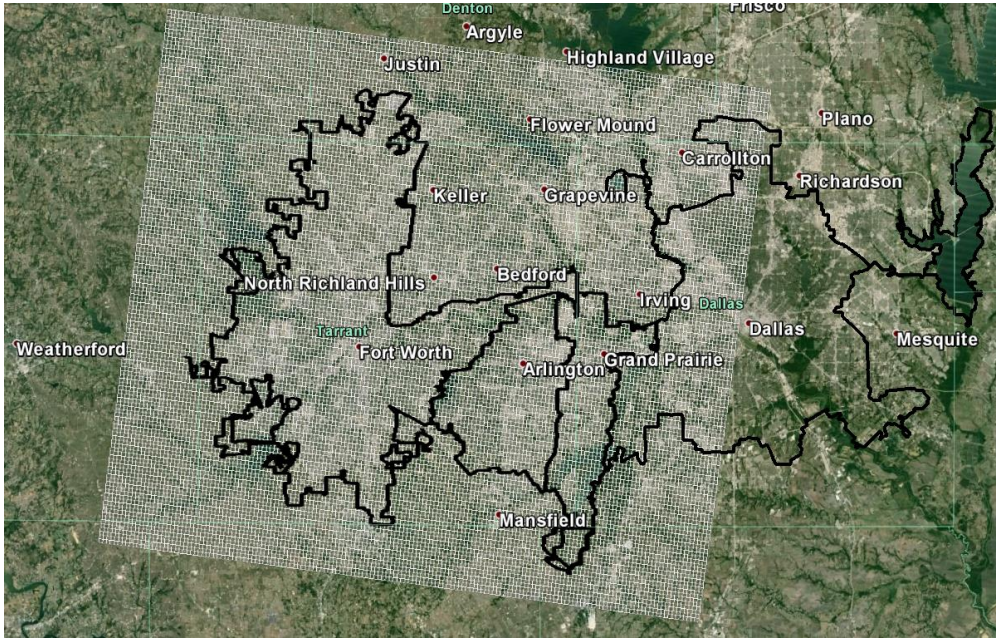 Denton
Frisco
Argyle
Justin
Highland Village
Flower Mound
Plano
Carrollton
Richardson
Keller
Grapevine
North Richland Hills
Bedford
Irving
Dallas
Tarrant
Fort Worth
Dallas
Mesquite
Weatherford
Arlington
Grand Prairie
Mansfield